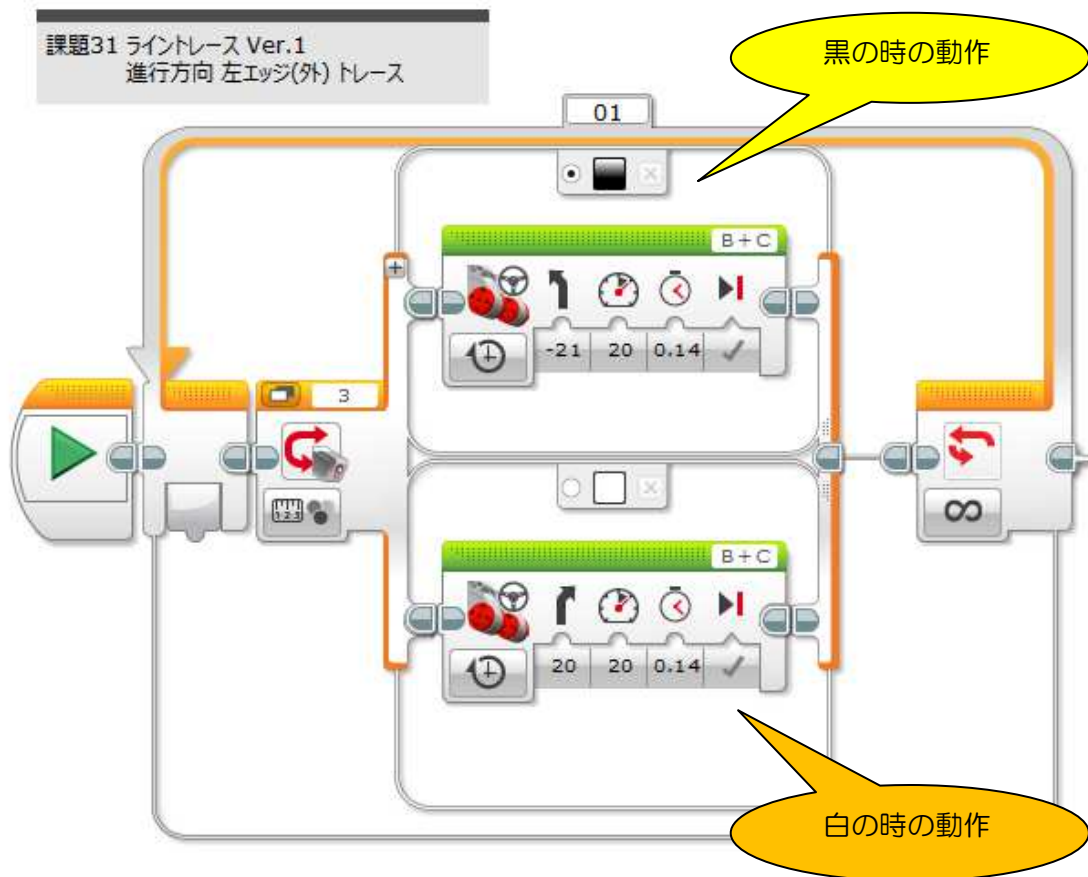 課題31 ライントレース Ver.1
進行方向 左エッジ(外) トレース
黒の時の動作
01
B+C
-21 20 0.14
3
B+C
20 20 0.14
白の時の動作